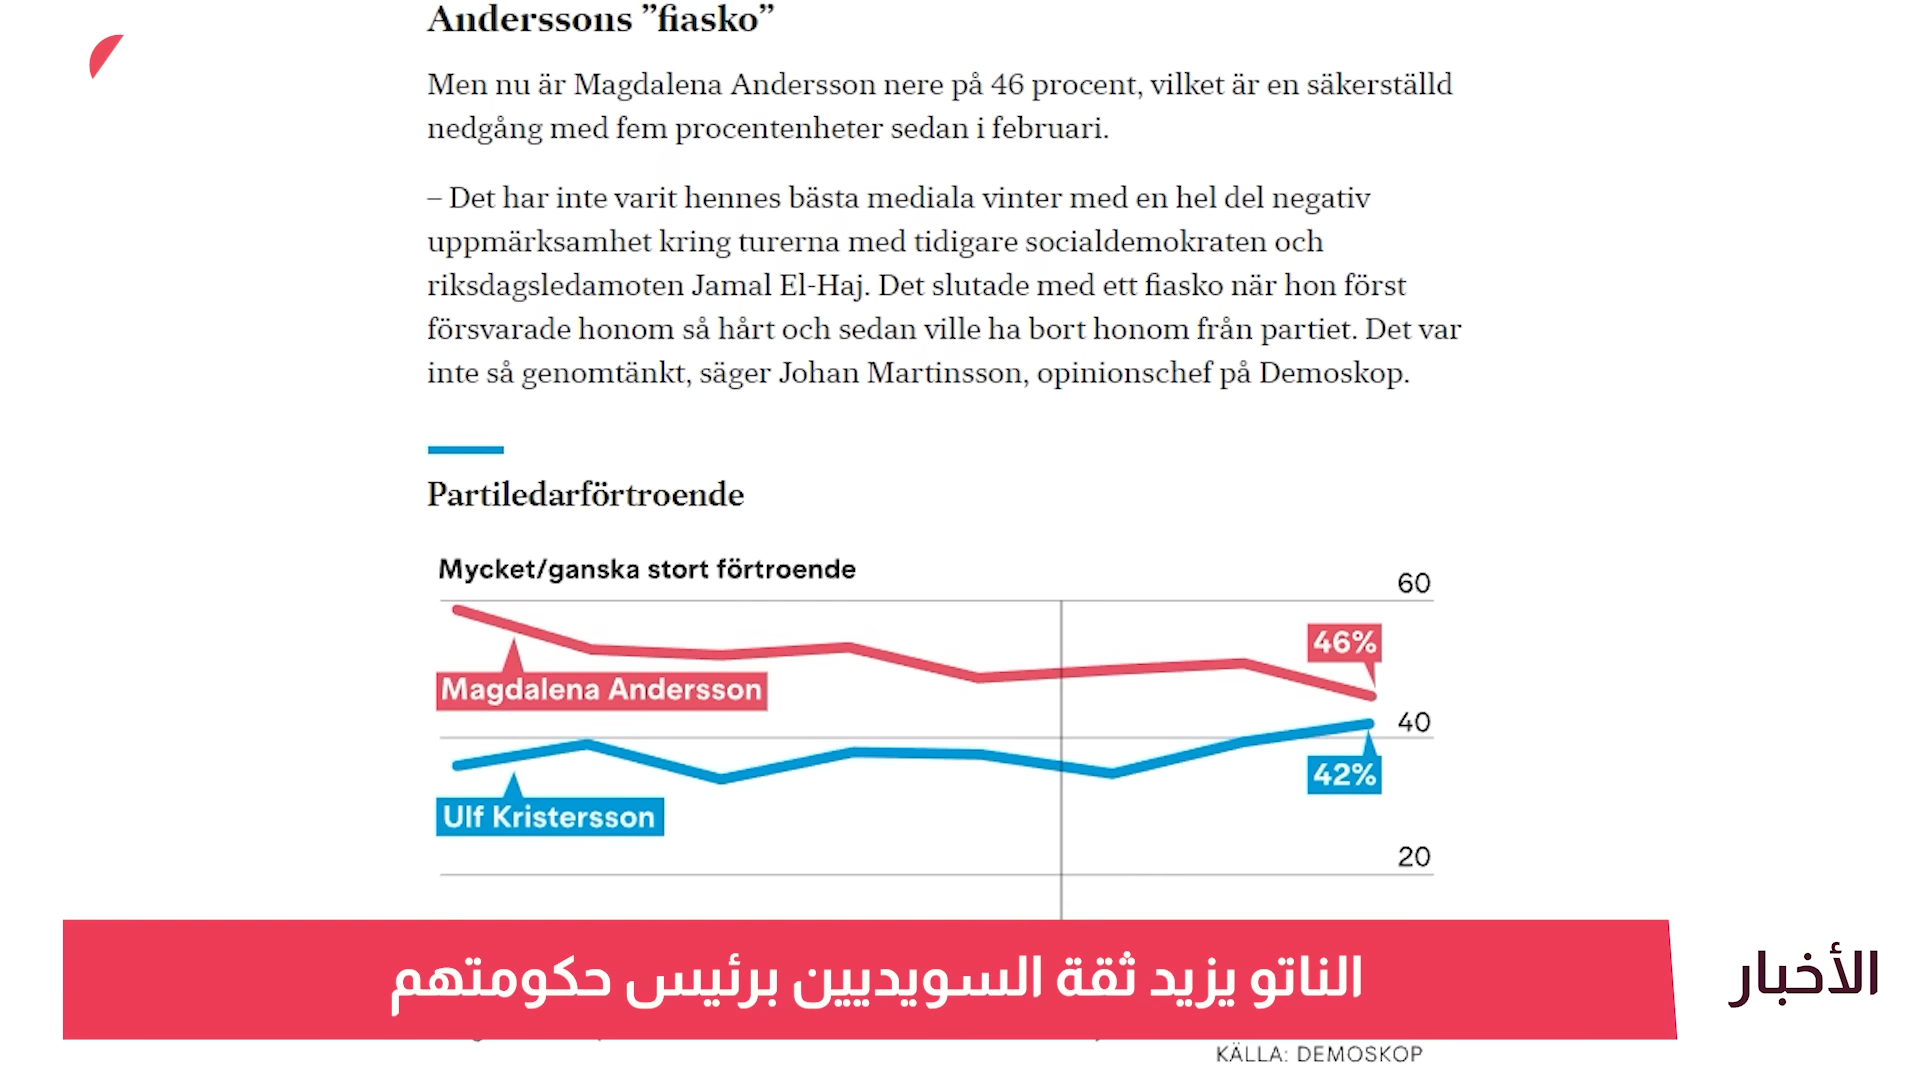 Anderssons ”fiasko”
Men nu är Magdalena Andersson nere på 46 procent, vilket är en säkerställd
nedgång med fem procentenheter sedan i februari.
– Det har inte varit hennes bästa mediala vinter med en hel del negativ
uppmärksamhet kring turerna med tidigare socialdemokraten och
riksdagsledamoten Jamal El-Haj. Det slutade med ett fiasko när hon först
försvarade honom så hårt och sedan ville ha bort honom från partiet. Det var
inte så genomtänkt, säger Johan Martinsson, opinionschef på Demoskop.
Partiledarförtroende
Mycket/ganska stort förtroende
60
46%
Magdalena Andersson
40
42%
Ulf Kristersson
20
الناتو يزيد ثقة السويديين برئيس حكومتهم
الأخبار
KÄLLA: DEMOSKOP